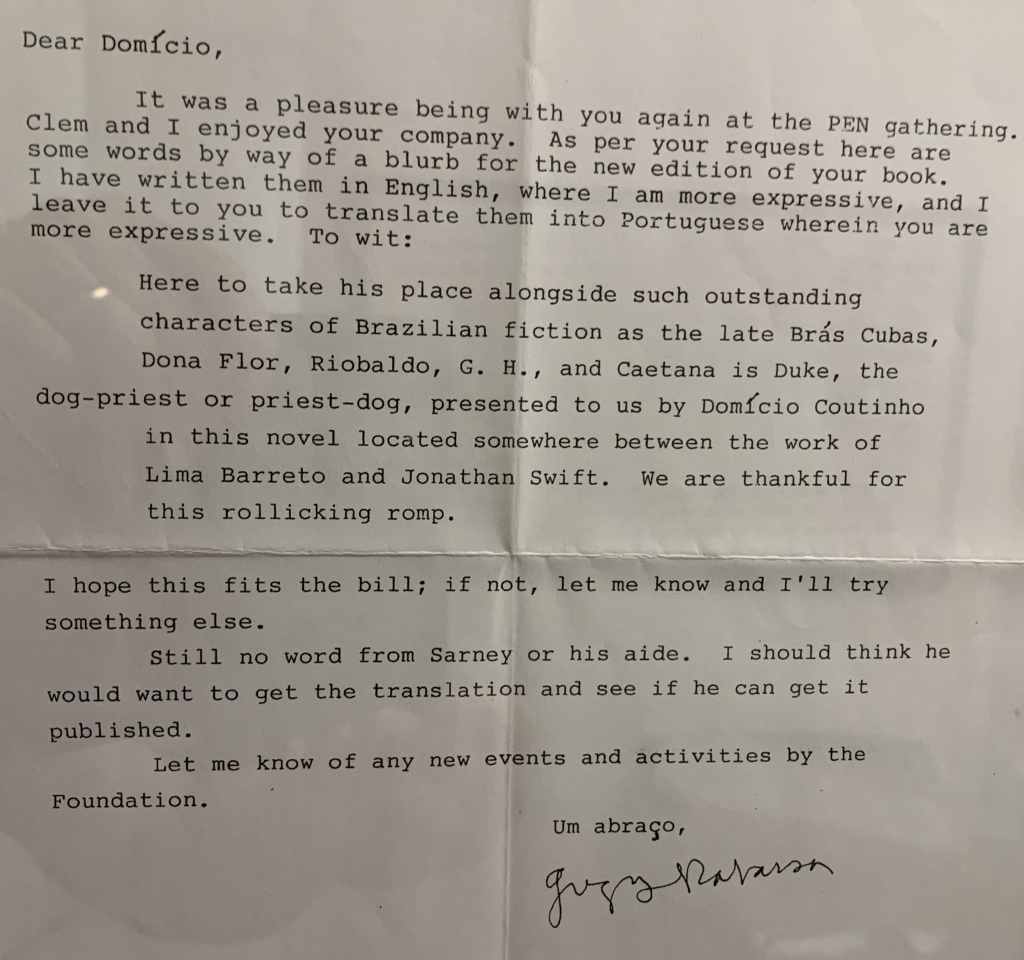 Dear Domício,
It was a pleasure being with you again at the PEN gathering.
Clem and I enjoyed your company. As per your request here are
some words by way of a blurb for the new edition of your book.
I have written them in English, where I am more expressive, and I
leave it to you to translate them into Portuguese wherein you are
more expressive. To wit:
Here to take his place alongside such outstanding
characters of Brazilian fiction as the late Brás Cubas,
Dona Flor, Riobaldo, G. H., and Caetana is Duke, the
dog-priest or priest-dog, presented to us by Domício Coutinho
in this novel located somewhere between the work of
Lima Barreto and Jonathan Swift. We are thankful for
this rollicking romp.
I hope this fits the bill; if not, let me know and I'll try
something else.
Still no word from Sarney or his aide. I should think he
would want to get the translation and see if he can get it
published.
Let me know of any new events and activities by the
Foundation.
Um abraço,